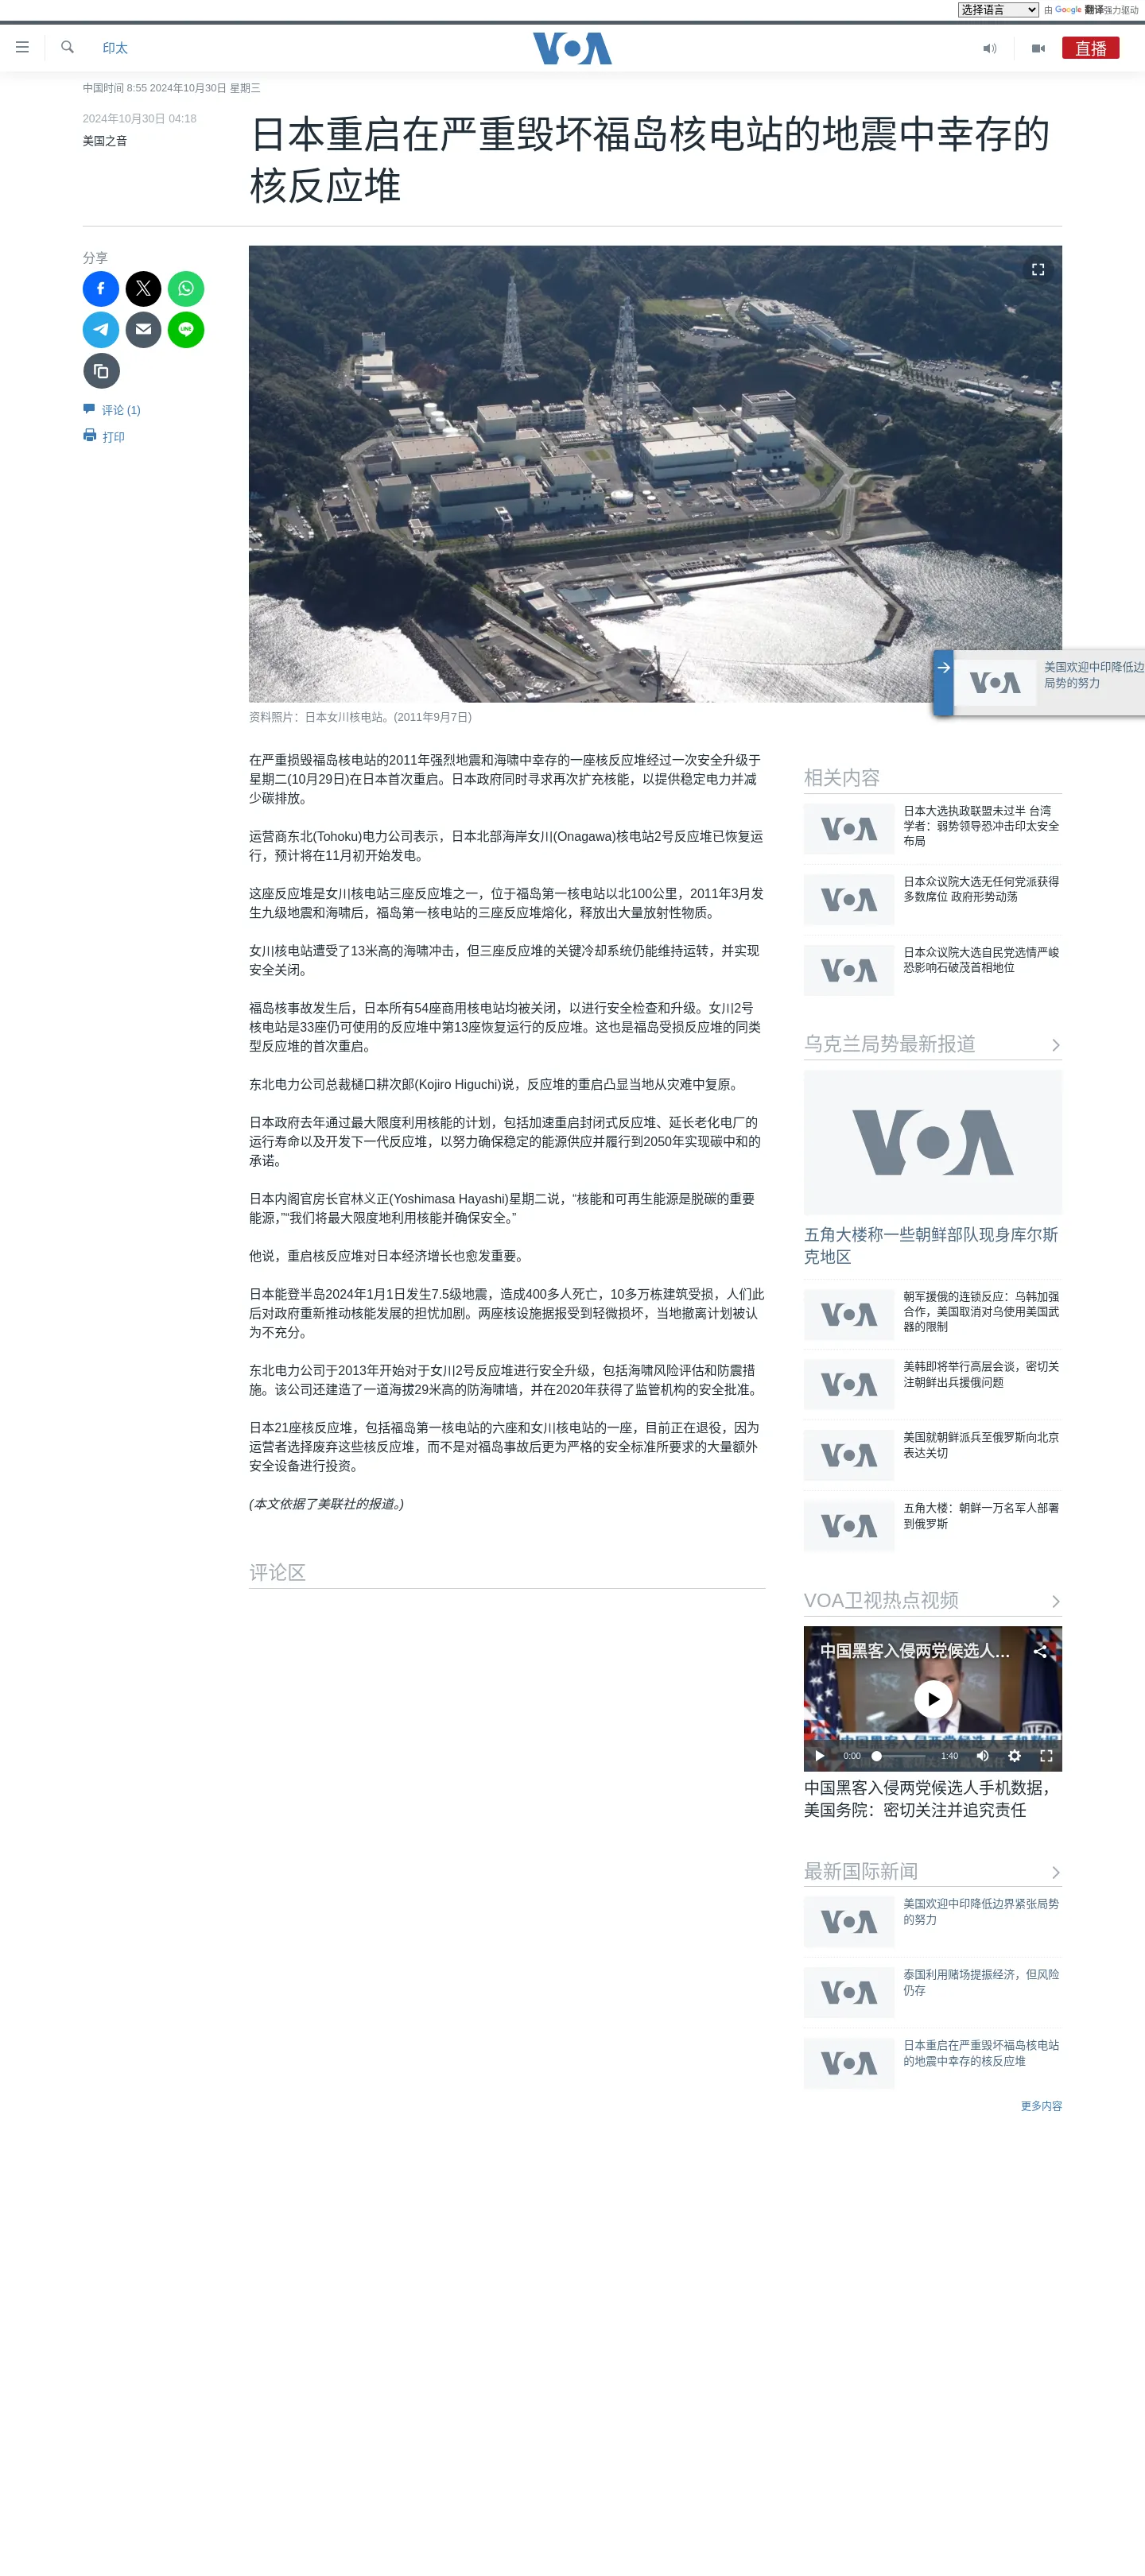 选择语言
由 Google 翻译强力驱动
印太
VOA
直播
中国时间 8:55 2024年10月30日 星期三
2024年10月30日 04:18
美国之音
日本重启在严重毁坏福岛核电站的地震中幸存的
核反应堆
分享
评论 (1)
打印
资料照片：日本女川核电站。(2011年9月7日)
VOA
美国欢迎中印降低边
局势的努力
在严重损毁福岛核电站的2011年强烈地震和海啸中幸存的一座核反应堆经过一次安全升级于
星期二(10月29日)在日本首次重启。日本政府同时寻求再次扩充核能，以提供稳定电力并减
少碳排放。
运营商东北(Tohoku)电力公司表示，日本北部海岸女川(Onagawa)核电站2号反应堆已恢复运
行，预计将在11月初开始发电。
这座反应堆是女川核电站三座反应堆之一，位于福岛第一核电站以北100公里，2011年3月发
生九级地震和海啸后，福岛第一核电站的三座反应堆熔化，释放出大量放射性物质。
女川核电站遭受了13米高的海啸冲击，但三座反应堆的关键冷却系统仍能维持运转，并实现
安全关闭。
福岛核事故发生后，日本所有54座商用核电站均被关闭，以进行安全检查和升级。女川2号
核电站是33座仍可使用的反应堆中第13座恢复运行的反应堆。这也是福岛受损反应堆的同类
型反应堆的首次重启。
东北电力公司总裁樋口耕次郎(Kojiro Higuchi)说，反应堆的重启凸显当地从灾难中复原。
日本政府去年通过最大限度利用核能的计划，包括加速重启封闭式反应堆、延长老化电厂的
运行寿命以及开发下一代反应堆，以努力确保稳定的能源供应并履行到2050年实现碳中和的
承诺。
日本内阁官房长官林义正(Yoshimasa Hayashi)星期二说，“核能和可再生能源是脱碳的重要
能源，”“我们将最大限度地利用核能并确保安全。”
他说，重启核反应堆对日本经济增长也愈发重要。
日本能登半岛2024年1月1日发生7.5级地震，造成400多人死亡，10多万栋建筑受损，人们此
后对政府重新推动核能发展的担忧加剧。两座核设施据报受到轻微损坏，当地撤离计划被认
为不充分。
东北电力公司于2013年开始对于女川2号反应堆进行安全升级，包括海啸风险评估和防震措
施。该公司还建造了一道海拔29米高的防海啸墙，并在2020年获得了监管机构的安全批准。
日本21座核反应堆，包括福岛第一核电站的六座和女川核电站的一座，目前正在退役，因为
运营者选择废弃这些核反应堆，而不是对福岛事故后更为严格的安全标准所要求的大量额外
安全设备进行投资。
(本文依据了美联社的报道。)
评论区
相关内容
VOA
日本大选执政联盟未过半 台湾
学者：弱势领导恐冲击印太安全
布局
VOA
日本众议院大选无任何党派获得
多数席位 政府形势动荡
VOA
日本众议院大选自民党选情严峻
恐影响石破茂首相地位
乌克兰局势最新报道
VOA
五角大楼称一些朝鲜部队现身库尔斯
克地区
VOA
朝军援俄的连锁反应：乌韩加强
合作，美国取消对乌使用美国武
器的限制
VOA
美韩即将举行高层会谈，密切关
注朝鲜出兵援俄问题
VOA
美国就朝鲜派兵至俄罗斯向北京
表达关切
VOA
五角大楼：朝鲜一万名军人部署
到俄罗斯
VOA卫视热点视频
中国黑客入侵两党候选人...
中国黑客入侵两党候选人手机数据
0:00
1:40
中国黑客入侵两党候选人手机数据，
美国务院：密切关注并追究责任
最新国际新闻
VOA
美国欢迎中印降低边界紧张局势
的努力
VOA
泰国利用赌场提振经济，但风险
仍存
VOA
日本重启在严重毁坏福岛核电站
的地震中幸存的核反应堆
更多内容